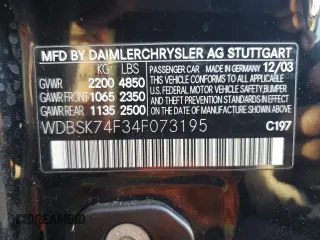 MFD BY DAIMLERCHRYSLER AG STUTTGART
KG LBS PASSENGER CAR MADE IN GERMANY 12/03
GVWR 2200 4850 THIS VEHICLE CONFORMS TO ALL APPLICABLE
GAWR FRONT 1065 2350 U.S. FEDERAL MOTOR VEHICLE SAFETY, BUMPER
GAWR REAR 1135 2500 AND THEFT PREVENTION STANDARDS IN EFFECT ON THE DATE OF MANUFACTURE SHOWN ABOVE.
WDBSK74F34F073195
C197